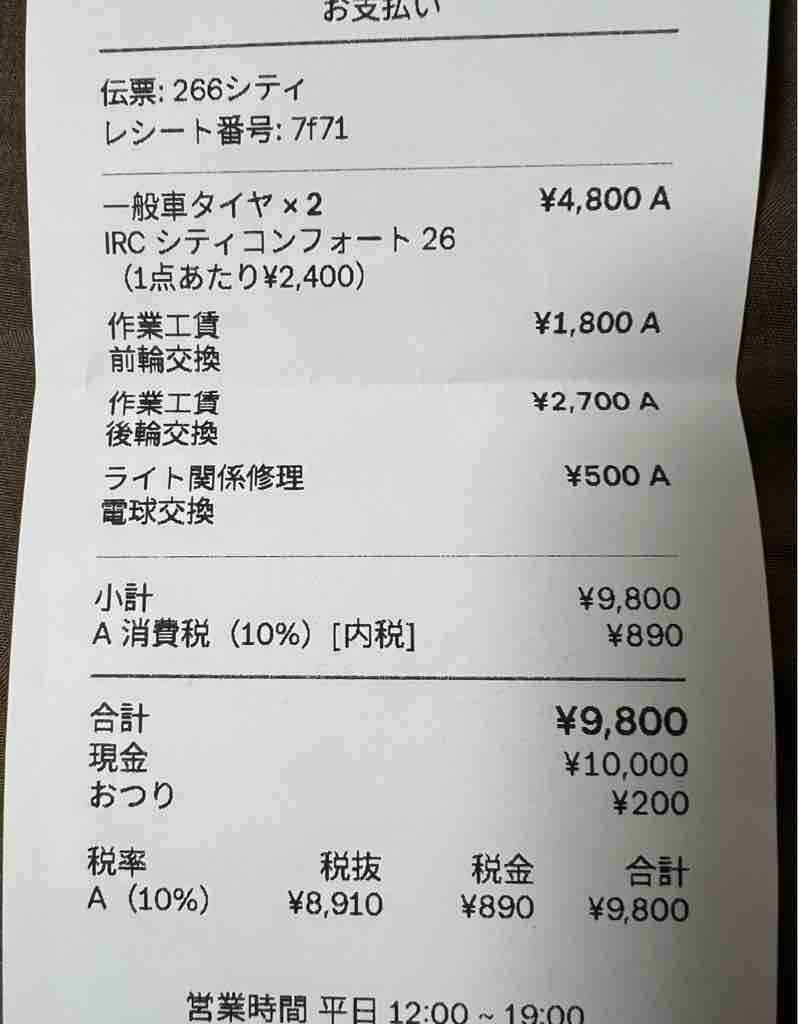 お支払い
伝票: 266シティ
レシート番号: 7f71
一般車タイヤ × 2 ¥4,800 A
IRC シティコンフォート 26
（1点あたり¥2,400）
作業工賃 ¥1,800 A
前輪交換
作業工賃 ¥2,700 A
後輪交換
ライト関係修理 ¥500 A
電球交換
小計 ¥9,800
A 消費税（10%）[内税] ¥890
合計 ¥9,800
現金 ¥10,000
おつり ¥200
税率 税抜 税金 合計
A（10%） ¥8,910 ¥890 ¥9,800
営業時間 平日 12:00 ~ 19:00